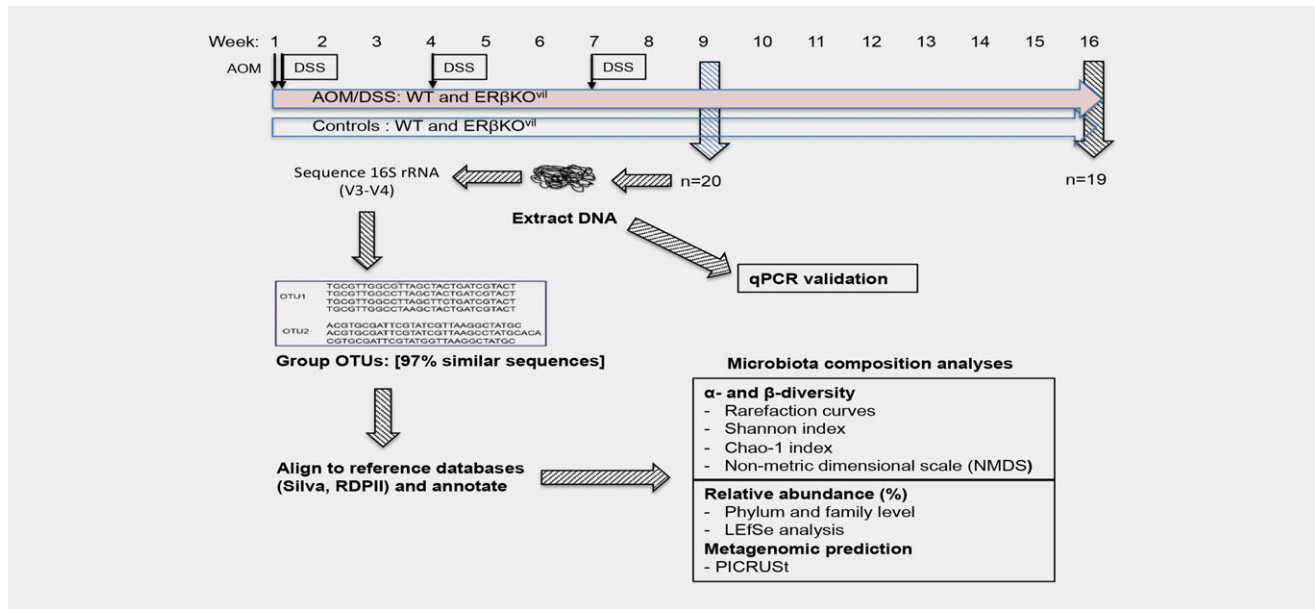 Week: 1 2 3 4 5 6 7 8 9 10 11 12 13 14 15 16
AOM DSS DSS DSS
AOM/DSS: WT and ERβKOvil
Controls : WT and ERβKOvil
Sequence 16S rRNA
(V3-V4)
n=20
n=19
Extract DNA
qPCR validation
OTU1
TGCGTTGGCGTTAGCTACTGATCGTACT
TGCGTTGGCCTTAGCTACTGATCGTACT
TGCGTTGGCCTTAGCTTCTGATCGTACT
TGCGTTGGCCTAAGCTACTGATCGTACT
OTU2
ACGTGCGATTCGTATCGTTAAGGCTATGC
ACGTGCGATTCGTATCGTTAAGCCTATGCACA
CGTGCGATTCGTATGGTTAAGGCTATGC
Group OTUs: [97% similar sequences]
Align to reference databases
(Silva, RDPII) and annotate
Microbiota composition analyses
α- and β-diversity
- Rarefaction curves
- Shannon index
- Chao-1 index
- Non-metric dimensional scale (NMDS)
Relative abundance (%)
- Phylum and family level
- LEfSe analysis
Metagenomic prediction
- PICRUSt